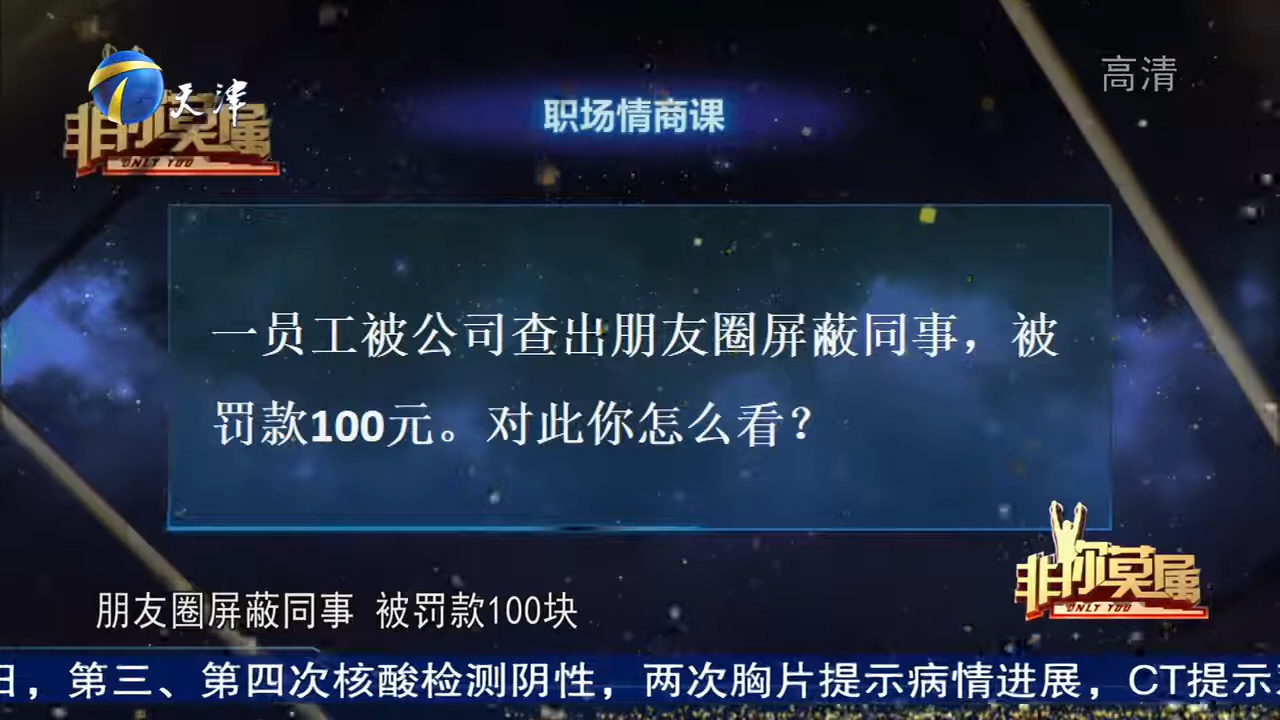 天津
非你莫属
ONLY YOU
高清
职场情商课
一员工被公司查出朋友圈屏蔽同事，被
罚款100元。对此你怎么看？
非你莫属
ONLY YOU
朋友圈屏蔽同事 被罚款100块
日，第三、第四次核酸检测阴性，两次胸片提示病情进展，CT提示